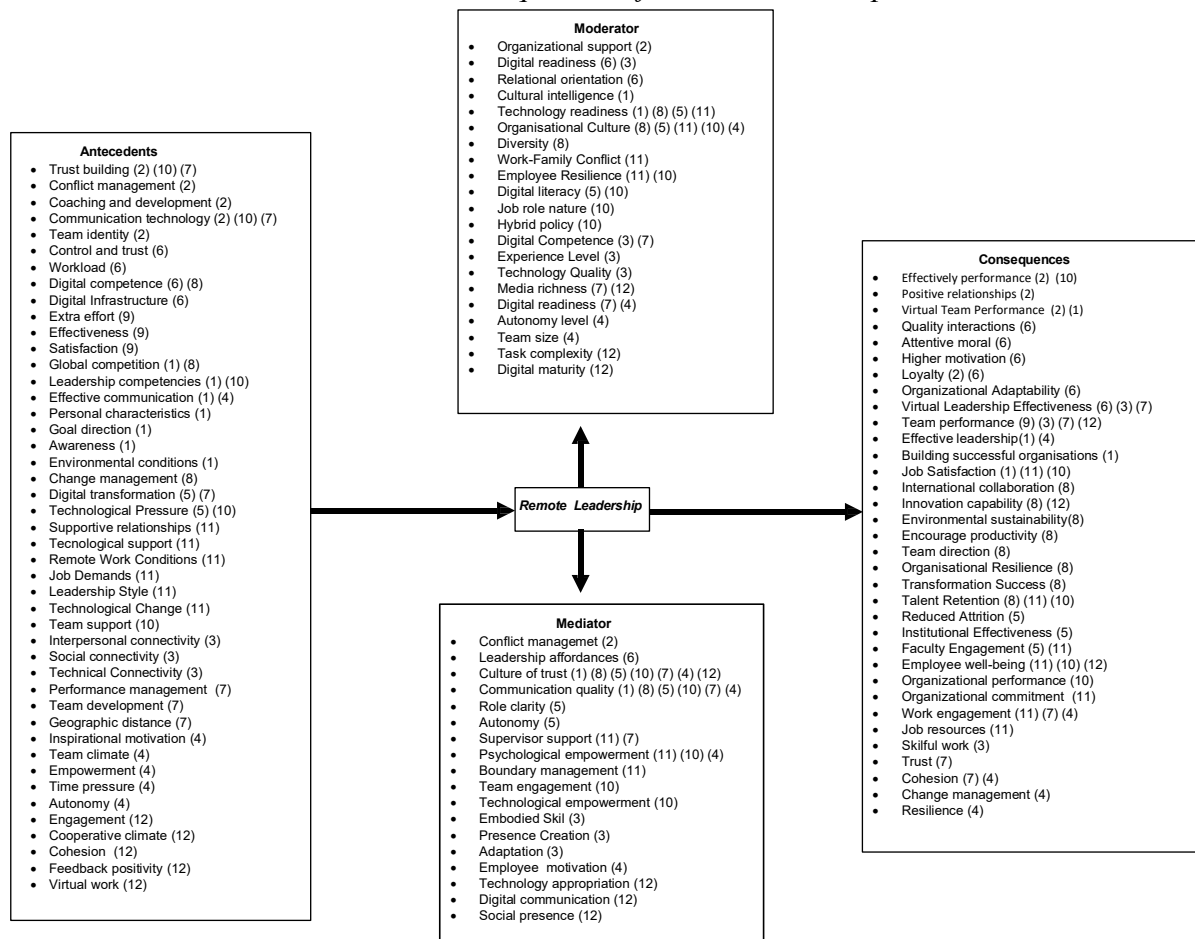 Moderator
• Organizational support (2)
• Digital readiness (6) (3)
• Relational orientation (6)
• Cultural intelligence (1)
• Technology readiness (1) (8) (5) (11)
• Organisational Culture (8) (5) (11) (10) (4)
• Diversity (8)
• Work-Family Conflict (11)
• Employee Resilience (11) (10)
• Digital literacy (5) (10)
• Job role nature (10)
• Hybrid policy (10)
• Digital Competence (3) (7)
• Experience Level (3)
• Technology Quality (3)
• Media richness (7) (12)
• Digital readiness (7) (4)
• Autonomy level (4)
• Team size (4)
• Task complexity (12)
• Digital maturity (12)
Antecedents
• Trust building (2) (10) (7)
• Conflict management (2)
• Coaching and development (2)
• Communication technology (2) (10) (7)
• Team identity (2)
• Control and trust (6)
• Workload (6)
• Digital competence (6) (8)
• Digital Infrastructure (6)
• Extra effort (9)
• Effectiveness (9)
• Satisfaction (9)
• Global competition (1) (8)
• Leadership competencies (1) (10)
• Effective communication (1) (4)
• Personal characteristics (1)
• Goal direction (1)
• Awareness (1)
• Environmental conditions (1)
• Change management (8)
• Digital transformation (5) (7)
• Technological Pressure (5) (10)
• Supportive relationships (11)
• Tecnological support (11)
• Remote Work Conditions (11)
• Job Demands (11)
• Leadership Style (11)
• Technological Change (11)
• Team support (10)
• Interpersonal connectivity (3)
• Social connectivity (3)
• Technical Connectivity (3)
• Performance management (7)
• Team development (7)
• Geographic distance (7)
• Inspirational motivation (4)
• Team climate (4)
• Empowerment (4)
• Time pressure (4)
• Autonomy (4)
• Engagement (12)
• Cooperative climate (12)
• Cohesion (12)
• Feedback positivity (12)
• Virtual work (12)
Remote Leadership
Consequences
• Effectively performance (2) (10)
• Positive relationships (2)
• Virtual Team Performance (2) (1)
• Quality interactions (6)
• Attentive moral (6)
• Higher motivation (6)
• Loyalty (2) (6)
• Organizational Adaptability (6)
• Virtual Leadership Effectiveness (6) (3) (7)
• Team performance (9) (3) (7) (12)
• Effective leadership(1) (4)
• Building successful organisations (1)
• Job Satisfaction (1) (11) (10)
• International collaboration (8)
• Innovation capability (8) (12)
• Environmental sustainability(8)
• Encourage productivity (8)
• Team direction (8)
• Organisational Resilience (8)
• Transformation Success (8)
• Talent Retention (8) (11) (10)
• Reduced Attrition (5)
• Institutional Effectiveness (5)
• Faculty Engagement (5) (11)
• Employee well-being (11) (10) (12)
• Organizational performance (10)
• Organizational commitment (11)
• Work engagement (11) (7) (4)
• Job resources (11)
• Skilful work (3)
• Trust (7)
• Cohesion (7) (4)
• Change management (4)
• Resilience (4)
Mediator
• Conflict managemet (2)
• Leadership affordances (6)
• Culture of trust (1) (8) (5) (10) (7) (4) (12)
• Communication quality (1) (8) (5) (10) (7) (4)
• Role clarity (5)
• Autonomy (5)
• Supervisor support (11) (7)
• Psychological empowerment (11) (10) (4)
• Boundary management (11)
• Team engagement (10)
• Technological empowerment (10)
• Embodied Skil (3)
• Presence Creation (3)
• Adaptation (3)
• Employee motivation (4)
• Technology appropriation (12)
• Digital communication (12)
• Social presence (12)